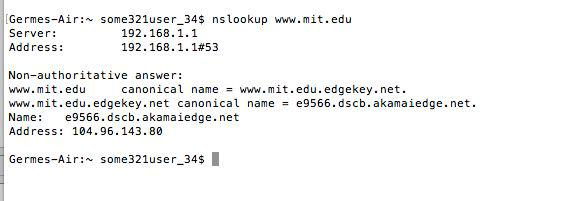 [Germes-Air:~ some321user_34$ nslookup www.mit.edu
Server:		192.168.1.1
Address:	192.168.1.1#53
Non-authoritative answer:
www.mit.edu	canonical name = www.mit.edu.edgekey.net.
www.mit.edu.edgekey.net	canonical name = e9566.dscb.akamaiedge.net.
Name:	e9566.dscb.akamaiedge.net
Address: 104.96.143.80
Germes-Air:~ some321user_34$